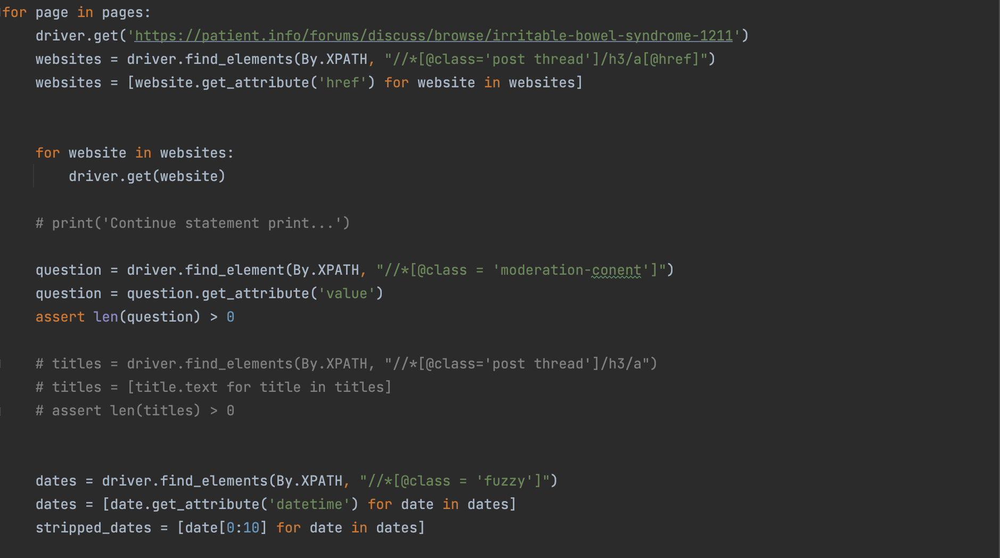 for page in pages:
    driver.get('https://patient.info/forums/discuss/browse/irritable-bowel-syndrome-1211')
    websites = driver.find_elements(By.XPATH, "//*[@class='post thread']/h3/a[@href]")
    websites = [website.get_attribute('href') for website in websites]
    for website in websites:
        driver.get(website)
    # print('Continue statement print...')
    question = driver.find_element(By.XPATH, "//*[@class = 'moderation-conent']")
    question = question.get_attribute('value')
    assert len(question) > 0
    # titles = driver.find_elements(By.XPATH, "//*[@class='post thread']/h3/a")
    # titles = [title.text for title in titles]
    # assert len(titles) > 0
    dates = driver.find_elements(By.XPATH, "//*[@class = 'fuzzy']")
    dates = [date.get_attribute('datetime') for date in dates]
    stripped_dates = [date[0:10] for date in dates]